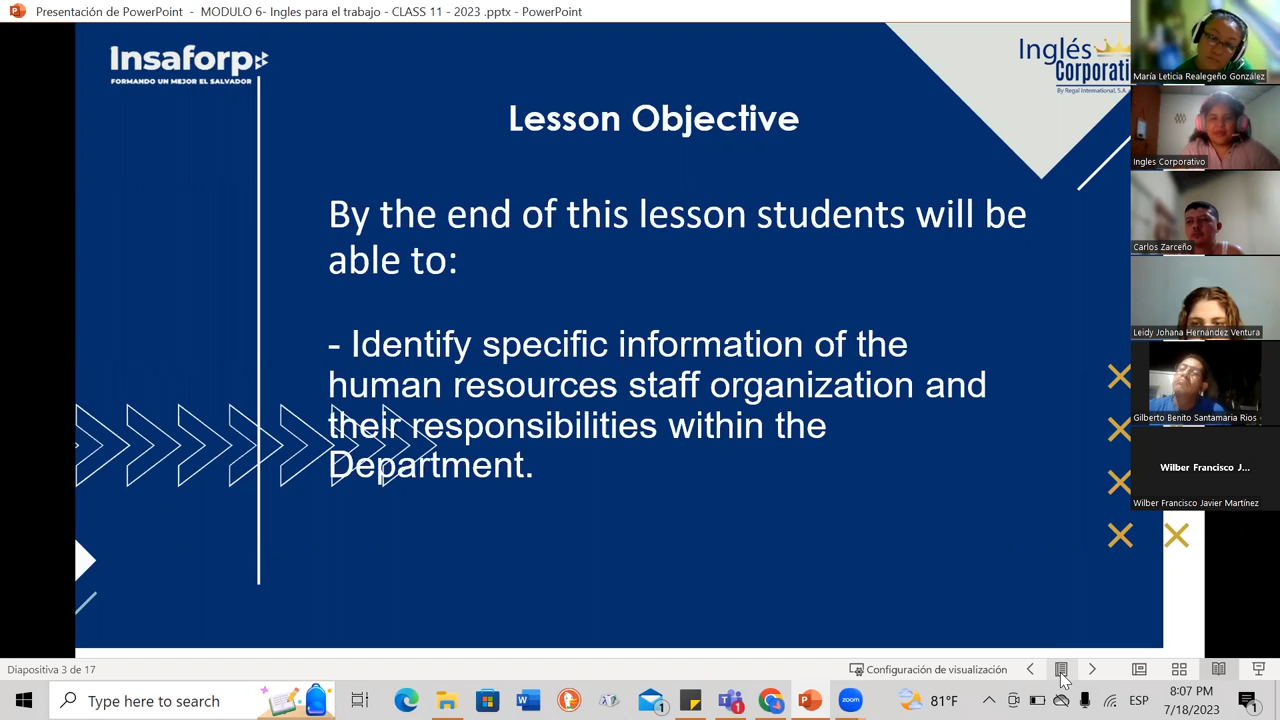 Presentación de PowerPoint - MODULO 6- Ingles para el trabajo - CLASS 11 - 2023 .pptx - PowerPoint
Insaforp
FORMANDO UN MEJOR EL SALVADOR
Inglés
Corporati
By Regal International, S.A.
Lesson Objective
By the end of this lesson students will be
able to:
- Identify specific information of the
human resources staff organization and
their responsibilities within the
Department.
María Leticia Realegeño González
Ingles Corporativo
Carlos Zarceño
Leidy Johana Hernández Ventura
Gilberto Benito Santamaria Rios
Wilber Francisco J...
Wilber Francisco Javier Martínez
Diapositiva 3 de 17
Configuración de visualización
Type here to search
81°F
ESP
8:07 PM
7/18/2023